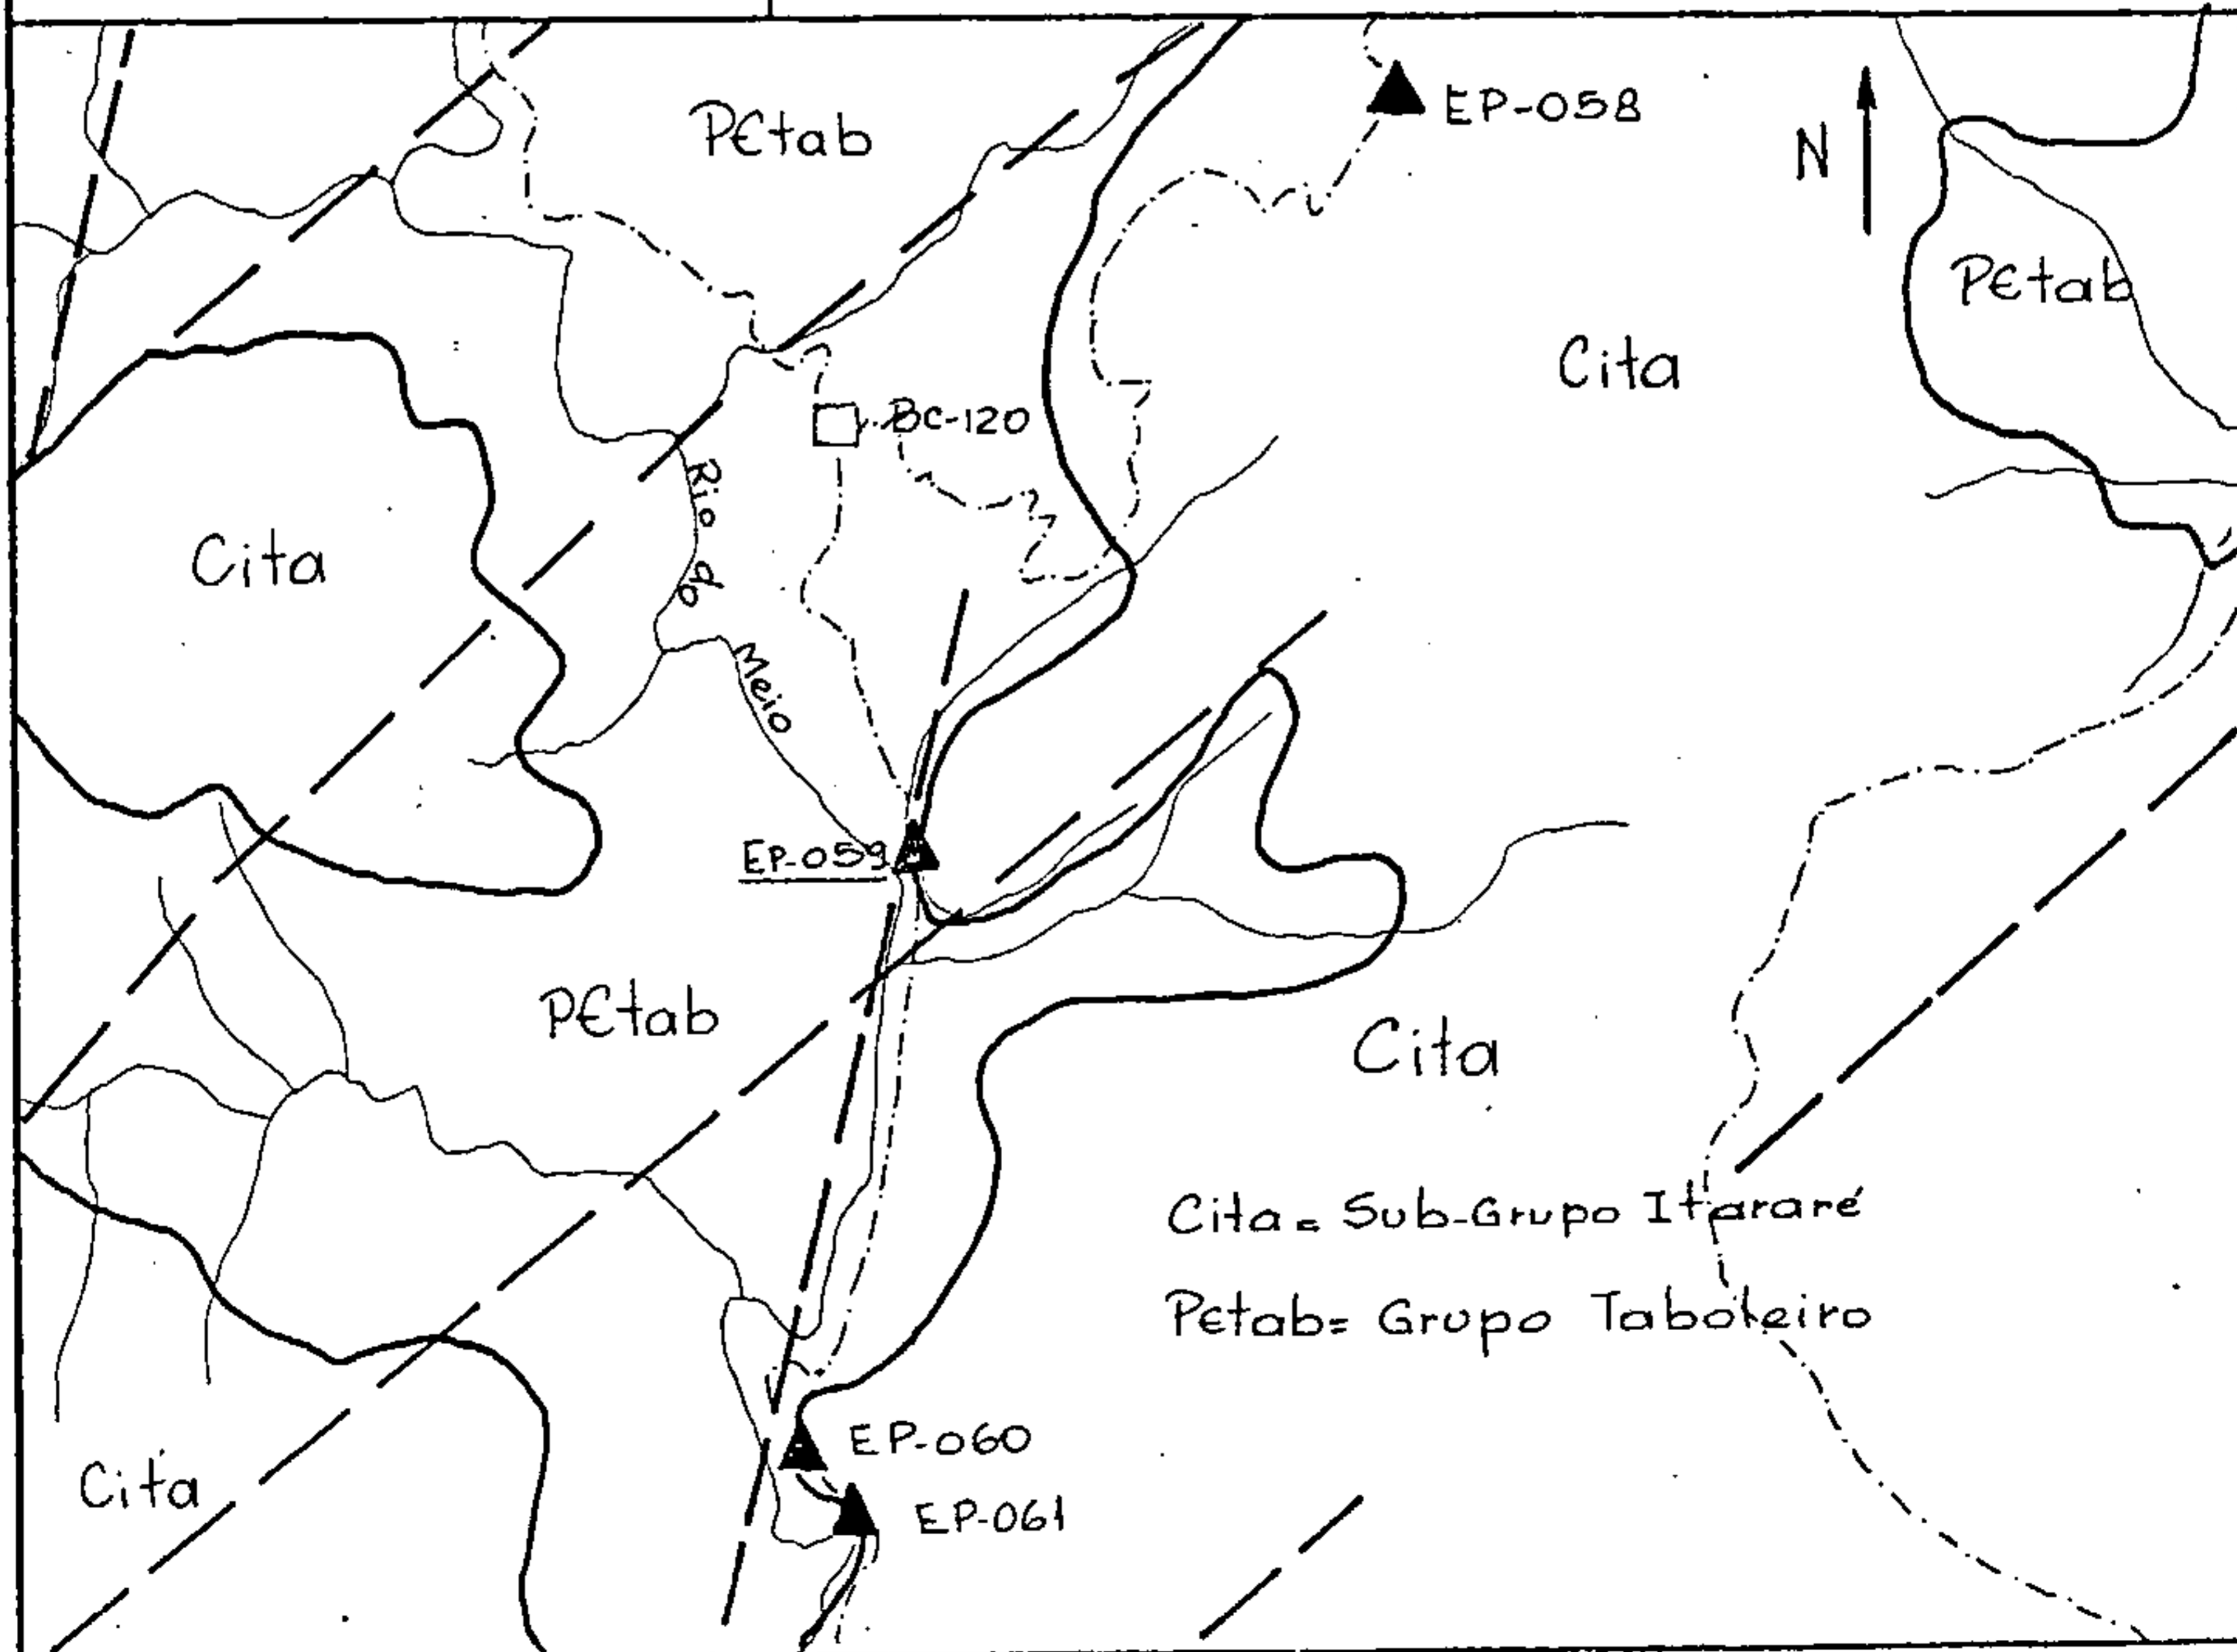 PЄtab
EP-058
N
PЄtab
Cita
BC-120
Rio do Meio
Cita
EP-059
PЄtab
Cita
Cita = Sub-Grupo Itararé
PЄtab= Grupo Taboleiro
EP-060
Cita
EP-061